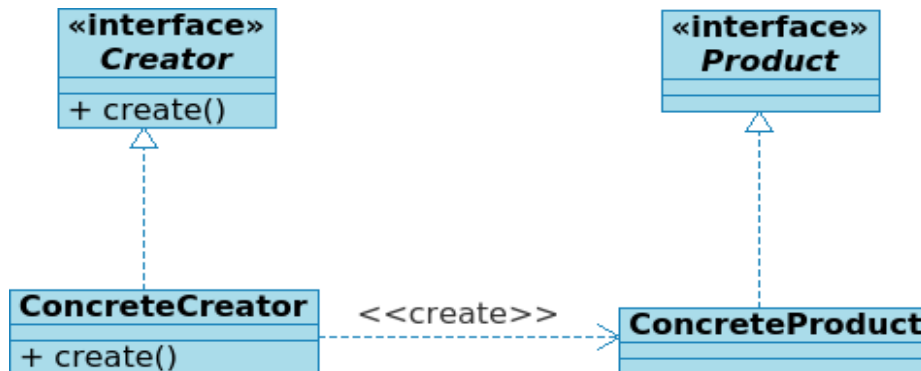 «interface»
Creator
+ create()
«interface»
Product
ConcreteCreator
+ create()
<<create>>
ConcreteProduct